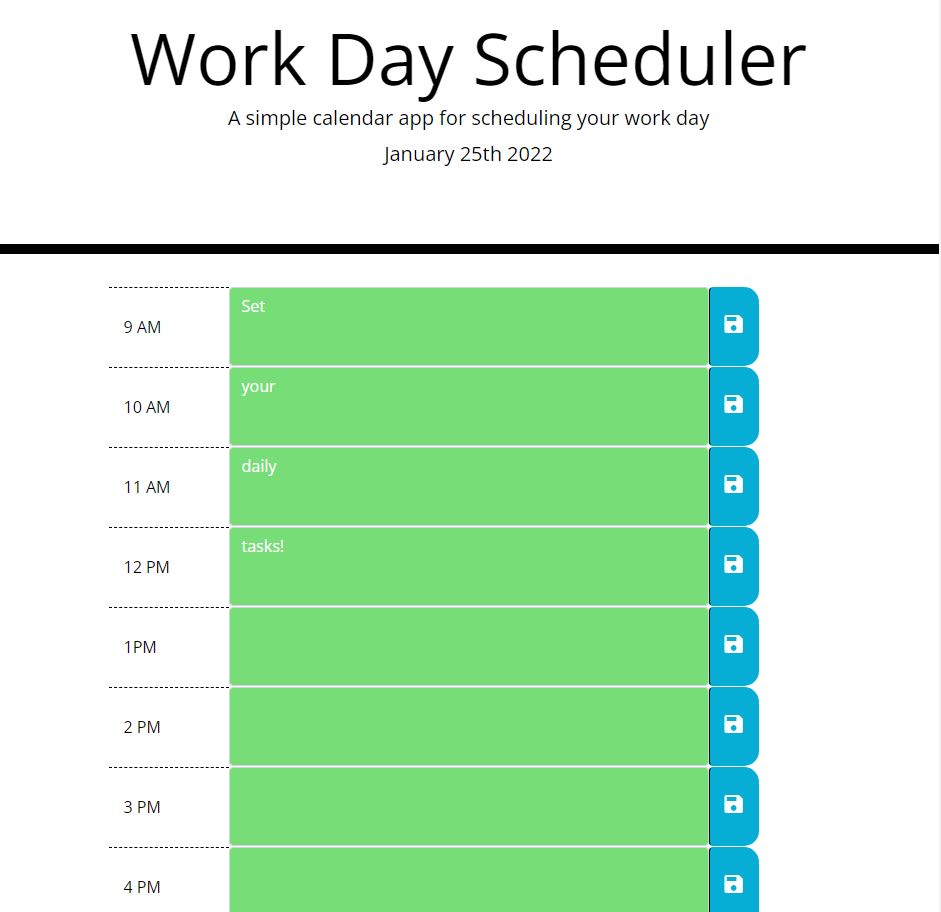 Work Day Scheduler
A simple calendar app for scheduling your work day
January 25th 2022
9 AM
Set
10 AM
your
11 AM
daily
12 PM
tasks!
1PM
2 PM
3 PM
4 PM